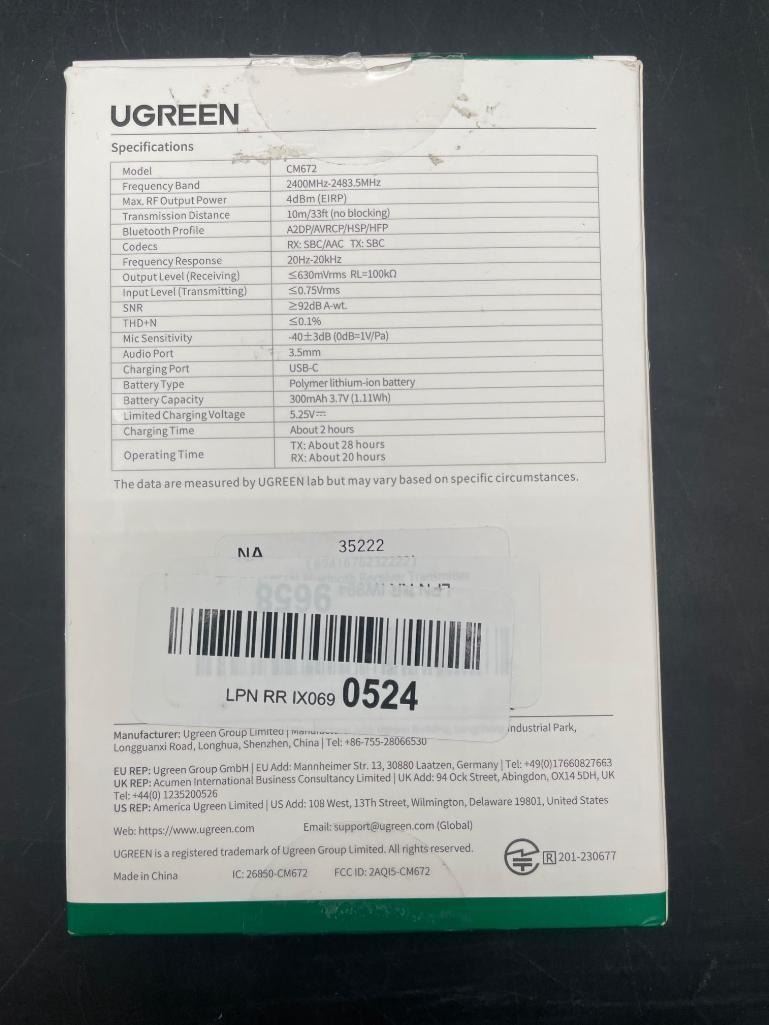 UGREEN
Specifications
Model CM672
Frequency Band 2400MHz-2483.5MHz
Max. RF Output Power 4dBm (EIRP)
Transmission Distance 10m/33ft (no blocking)
Bluetooth Profile A2DP/AVRCP/HSP/HFP
Codecs RX: SBC/AAC TX: SBC
Frequency Response 20Hz-20kHz
Output Level (Receiving) ≤630mVrms RL=100kΩ
Input Level (Transmitting) ≤0.75Vrms
SNR ≥92dB A-wt.
THD+N ≤0.1%
Mic Sensitivity -40±3dB (0dB=1V/Pa)
Audio Port 3.5mm
Charging Port USB-C
Battery Type Polymer lithium-ion battery
Battery Capacity 300mAh 3.7V (1.11Wh)
Limited Charging Voltage 5.25V⎓
Charging Time About 2 hours
Operating Time TX: About 28 hours
RX: About 20 hours
The data are measured by UGREEN lab but may vary based on specific circumstances.
NA 35222
9658
LPN RR IX069 0524
Manufacturer: Ugreen Group Limited | industrial Park,
Longguanxi Road, Longhua, Shenzhen, China | Tel: +86-755-28066530
EU REP: Ugreen Group GmbH | EU Add: Mannheimer Str. 13, 30880 Laatzen, Germany | Tel: +49(0)17660827663
UK REP: Acumen International Business Consultancy Limited | UK Add: 94 Ock Street, Abingdon, OX14 5DH, UK
Tel: +44(0) 1235200526
US REP: America Ugreen Limited | US Add: 108 West, 13Th Street, Wilmington, Delaware 19801, United States
Web: https://www.ugreen.com Email: support@ugreen.com (Global)
UGREEN is a registered trademark of Ugreen Group Limited. All rights reserved.
R 201-230677
Made in China IC: 26850-CM672 FCC ID: 2AQI5-CM672